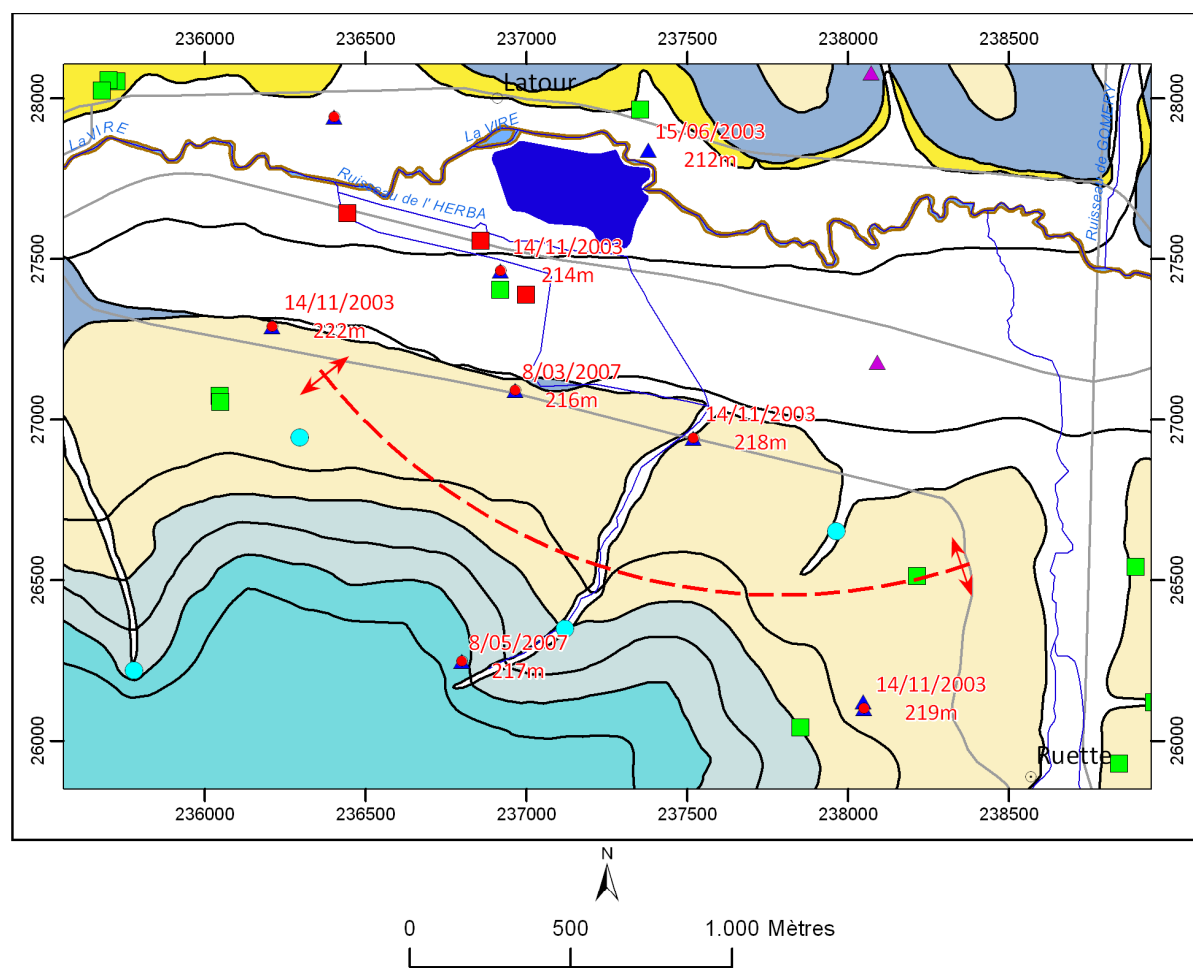 236000 236500 237000 237500 238000 238500
28000
27500
27000
26500
26000
28000
27500
27000
26500
26000
Latour
La VIRE
La VIRE
15/06/2003
212m
Ruisseau de GOMERY
Ruisseau de l' HERBA
14/11/2003
214m
14/11/2003
222m
8/03/2007
216m
14/11/2003
218m
8/05/2007
217m
14/11/2003
219m
Ruette
236000 236500 237000 237500 238000 238500
N
0 500 1.000 Mètres